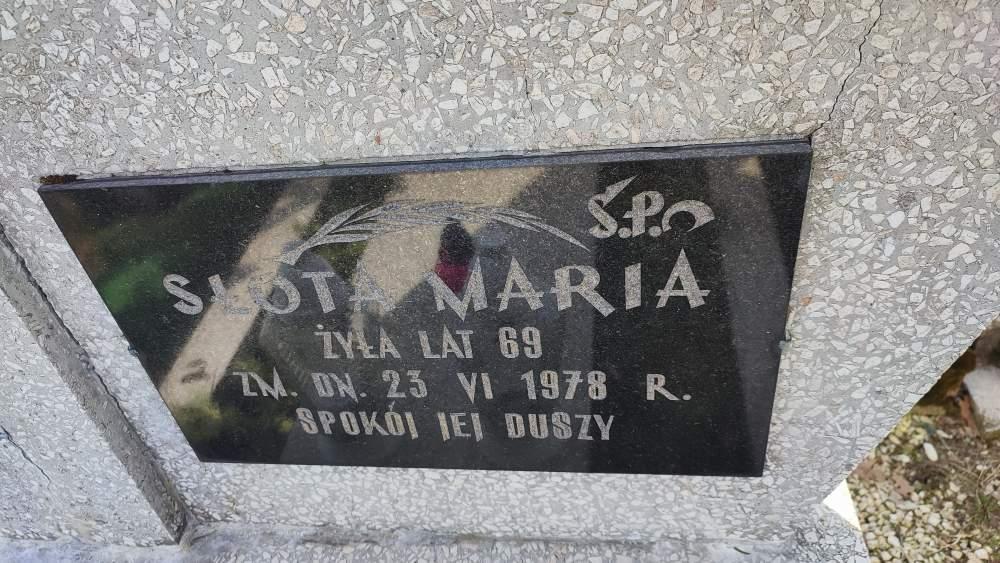 Ś.P.
SŁOTA MARIA
ŻYŁA LAT 69
ZM. DN. 23 VI 1978 R.
SPOKÓJ JEJ DUSZY